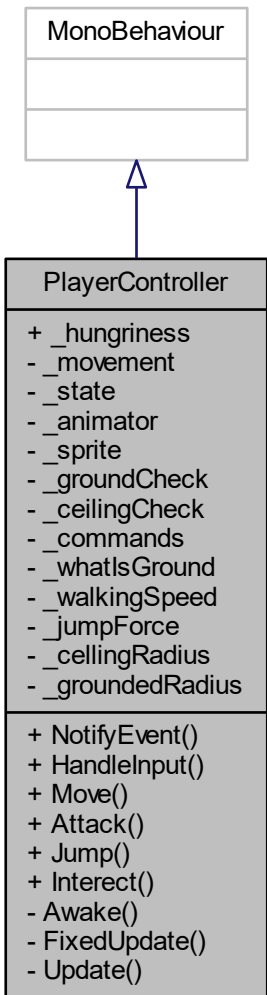 MonoBehaviour
PlayerController
+ _hungriness
- _movement
- _state
- _animator
- _sprite
- _groundCheck
- _ceilingCheck
- _commands
- _whatIsGround
- _walkingSpeed
- _jumpForce
- _cellingRadius
- _groundedRadius
+ NotifyEvent()
+ HandleInput()
+ Move()
+ Attack()
+ Jump()
+ Interect()
- Awake()
- FixedUpdate()
- Update()